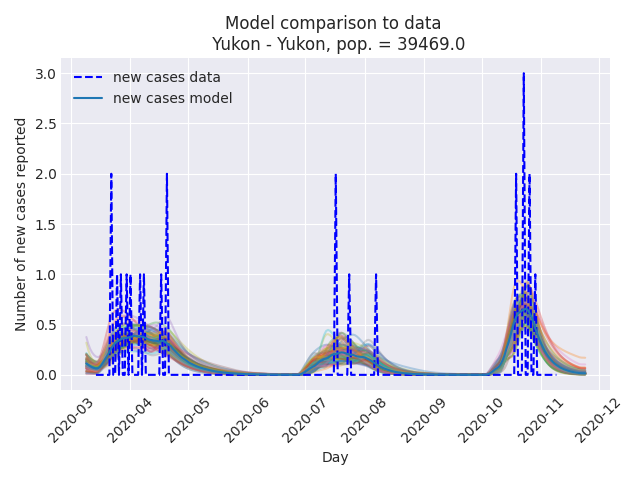 Model comparison to data
Yukon - Yukon, pop. = 39469.0
new cases data
new cases model
Number of new cases reported
3.0
2.5
2.0
1.5
1.0
0.5
0.0
2020-03
2020-04
2020-05
2020-06
2020-07
2020-08
2020-09
2020-10
2020-11
2020-12
Day